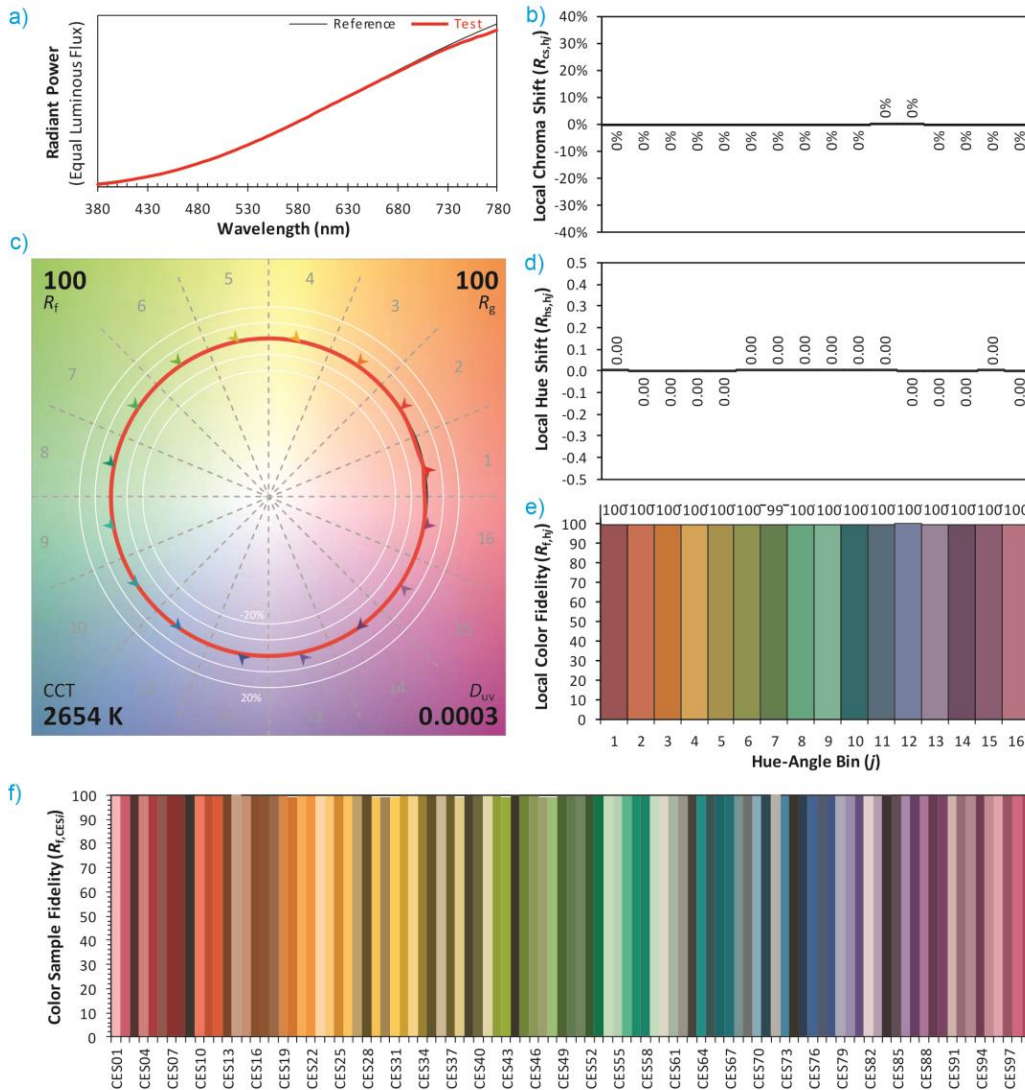 a)
Reference
Test
Radiant Power
(Equal Luminous Flux)
380 430 480 530 580 630 680 730 780
Wavelength (nm)
b)
Local Chroma Shift (Rcs,hj)
40%
30%
20%
10%
0%
-10%
-20%
-30%
-40%
0% 0% 0% 0% 0% 0% 0% 0% 0% 0% 0% 0% 0% 0% 0% 0%
c)
100
Rf
100
Rg
5 4
6 3
7 2
8 1
9 16
10
-20%
20%
CCT
2654 K
Duv
0.0003
d)
Local Hue Shift (Rhs,hj)
0.5
0.4
0.3
0.2
0.1
0.0
-0.1
-0.2
-0.3
-0.4
-0.5
0.00 0.00 0.00 0.00 0.00 0.00 0.00 0.00 0.00 0.00 0.00 0.00 0.00 0.00 0.00 0.00
e)
Local Color Fidelity (Rf,hj)
100 100 100 100 100 100 99 100 100 100 100 100 100 100 100 100
100
90
80
70
60
50
40
30
20
10
0
1 2 3 4 5 6 7 8 9 10 11 12 13 14 15 16
Hue-Angle Bin (j)
f)
Color Sample Fidelity (Rf,CESi)
100
90
80
70
60
50
40
30
20
10
0
CES01 CES04 CES07 CES10 CES13 CES16 CES19 CES22 CES25 CES28 CES31 CES34 CES37 CES40 CES43 CES46 CES49 CES52 CES55 CES58 CES61 CES64 CES67 CES70 CES73 CES76 CES79 CES82 CES85 CES88 CES91 CES94 CES97